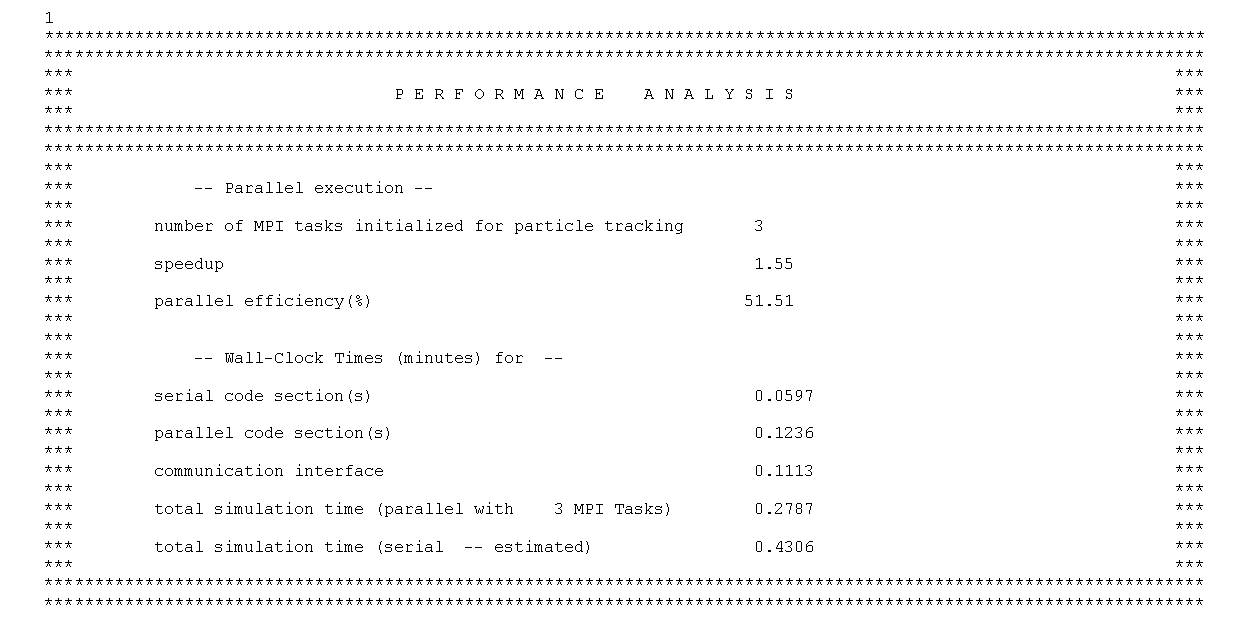 1
********************************************************************************************************************
********************************************************************************************************************
*** ***
*** P E R F O R M A N C E A N A L Y S I S ***
*** ***
********************************************************************************************************************
********************************************************************************************************************
*** ***
*** -- Parallel execution -- ***
*** ***
*** number of MPI tasks initialized for particle tracking 3 ***
*** ***
*** speedup 1.55 ***
*** ***
*** parallel efficiency(%) 51.51 ***
*** ***
*** ***
*** -- Wall-Clock Times (minutes) for -- ***
*** ***
*** serial code section(s) 0.0597 ***
*** ***
*** parallel code section(s) 0.1236 ***
*** ***
*** communication interface 0.1113 ***
*** ***
*** total simulation time (parallel with 3 MPI Tasks) 0.2787 ***
*** ***
*** total simulation time (serial -- estimated) 0.4306 ***
*** ***
********************************************************************************************************************
********************************************************************************************************************